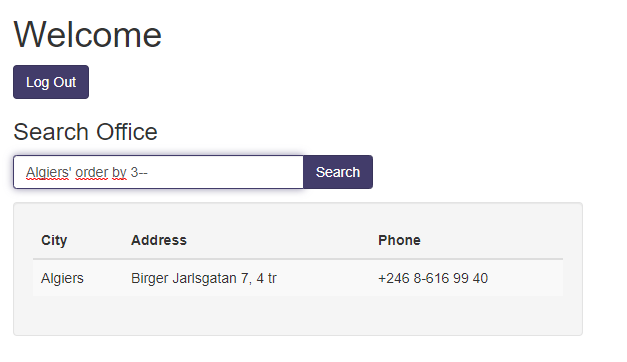 Welcome
Log Out
Search Office
Algiers' order by 3-- Search
City Address Phone
Algiers Birger Jarlsgatan 7, 4 tr +246 8-616 99 40